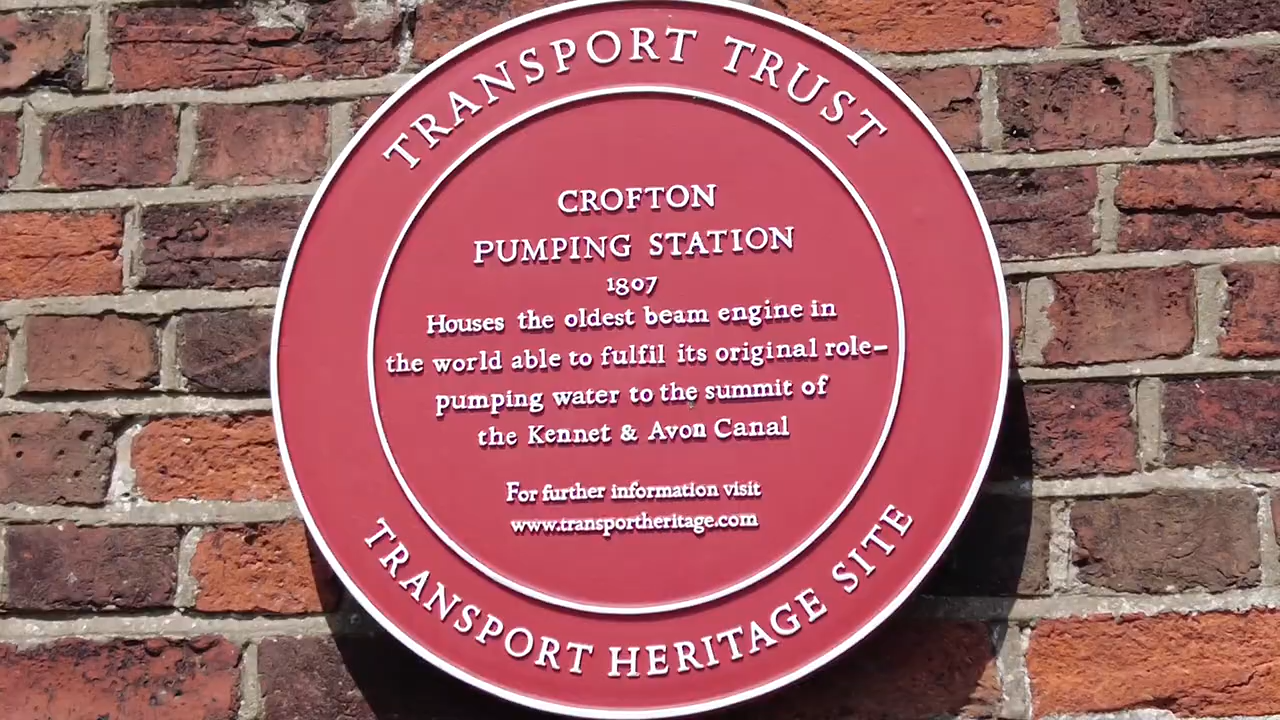 TRANSPORT TRUST
CROFTON
PUMPING STATION
1807
Houses the oldest beam engine in
the world able to fulfil its original role–
pumping water to the summit of
the Kennet & Avon Canal
For further information visit
www.transportheritage.com
TRANSPORT HERITAGE SITE